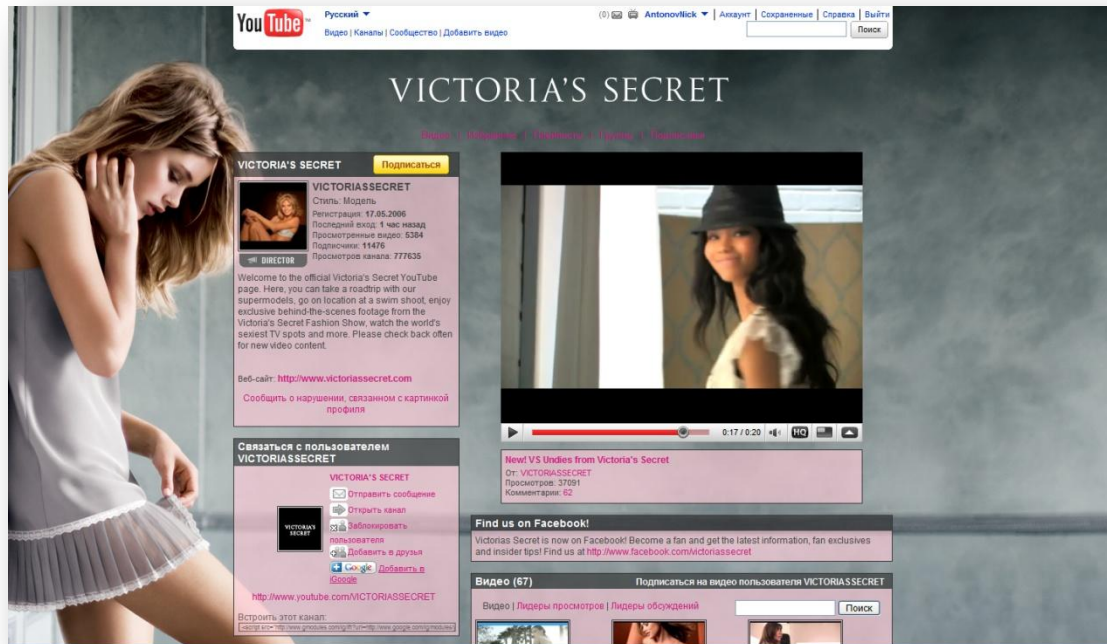 You Tube
Русский
(0) AntonovNick | Аккаунт | Сохраненные | Справка | Выйти
Видео | Каналы | Сообщество | Добавить видео
Поиск
VICTORIA'S SECRET
VICTORIA'S SECRET
Подписаться
VICTORIASSECRET
Стиль: Модель
Регистрация: 17.05.2006
Последний вход: 1 час назад
Просмотренные видео: 5384
Подписчики: 11476
Просмотров канала: 777635
DIRECTOR
Welcome to the official Victoria's Secret YouTube
page. Here, you can take a roadtrip with our
supermodels, go on location at a swim shoot, enjoy
exclusive behind-the-scenes footage from the
Victoria's Secret Fashion Show, watch the world's
sexiest TV spots and more. Please check back often
for new video content.
Веб-сайт: http://www.victoriassecret.com
Сообщить о нарушении, связанном с картинкой
профиля
Связаться с пользователем
VICTORIASSECRET
VICTORIA'S SECRET
VICTORIA'S
SECRET
Отправить сообщение
Открыть канал
Заблокировать
пользователя
Добавить в друзья
Google Добавить в
iGoogle
http://www.youtube.com/VICTORIASSECRET
Встроить этот канал:
0:17 / 0:20
HQ
New! VS Undies from Victoria's Secret
От: VICTORIASSECRET
Просмотров: 37091
Комментарии: 62
Find us on Facebook!
Victorias Secret is now on Facebook! Become a fan and get the latest information, fan exclusives
and insider tips! Find us at http://www.facebook.com/victoriassecret
Видео (67)
Подписаться на видео пользователя VICTORIASSECRET
Видео | Лидеры просмотров | Лидеры обсуждений
Поиск